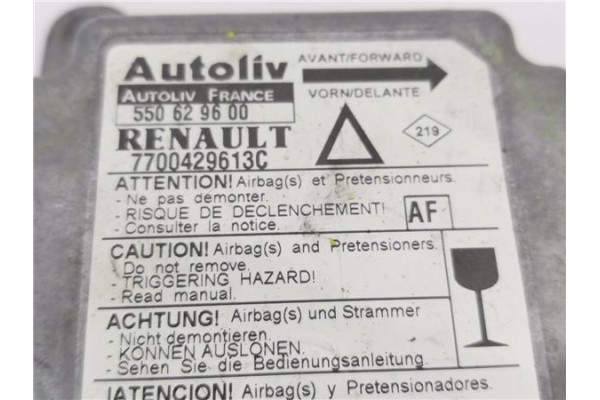 Autoliv
AVANT/FORWARD
AUTOLIV FRANCE
VORN/DELANTE
550 62 96 00
RENAULT
219
7700429613C
ATTENTION! Airbag(s) et Pretensionneurs.
- Ne pas demonter.
- RISQUE DE DECLENCHEMENT!
- Consulter la notice.
AF
CAUTION! Airbag(s) and Pretensioners.
- Do not remove.
- TRIGGERING HAZARD!
- Read manual.
ACHTUNG! Airbag(s) und Strammer
- Nicht demontieren.
- KÖNNEN AUSLONEN.
- Sehen Sie die Bedienungsanleitung.
¡ATENCION! Airbag(s) y Pretensionadores.